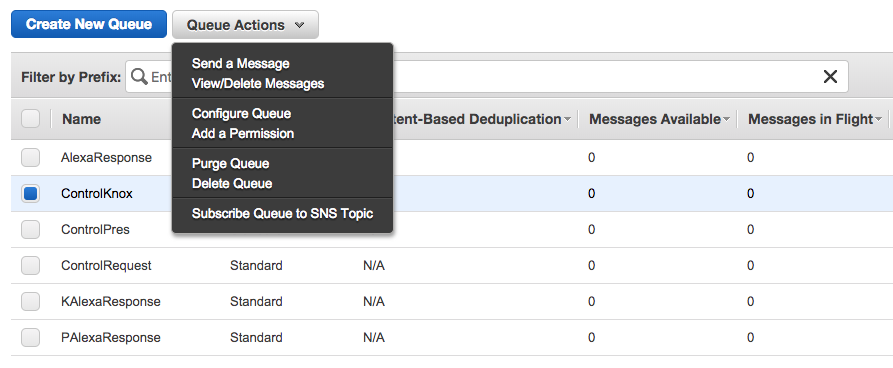 Create New Queue Queue Actions
Send a Message
Filter by Prefix: Ent
View/Delete Messages
Configure Queue
Name tent-Based Deduplication Messages Available Messages in Flight
Add a Permission
AlexaResponse 0 0
Purge Queue
Delete Queue
ControlKnox 0 0
Subscribe Queue to SNS Topic
ControlPres 0 0
ControlRequest Standard N/A 0 0
KAlexaResponse Standard N/A 0 0
PAlexaResponse Standard N/A 0 0